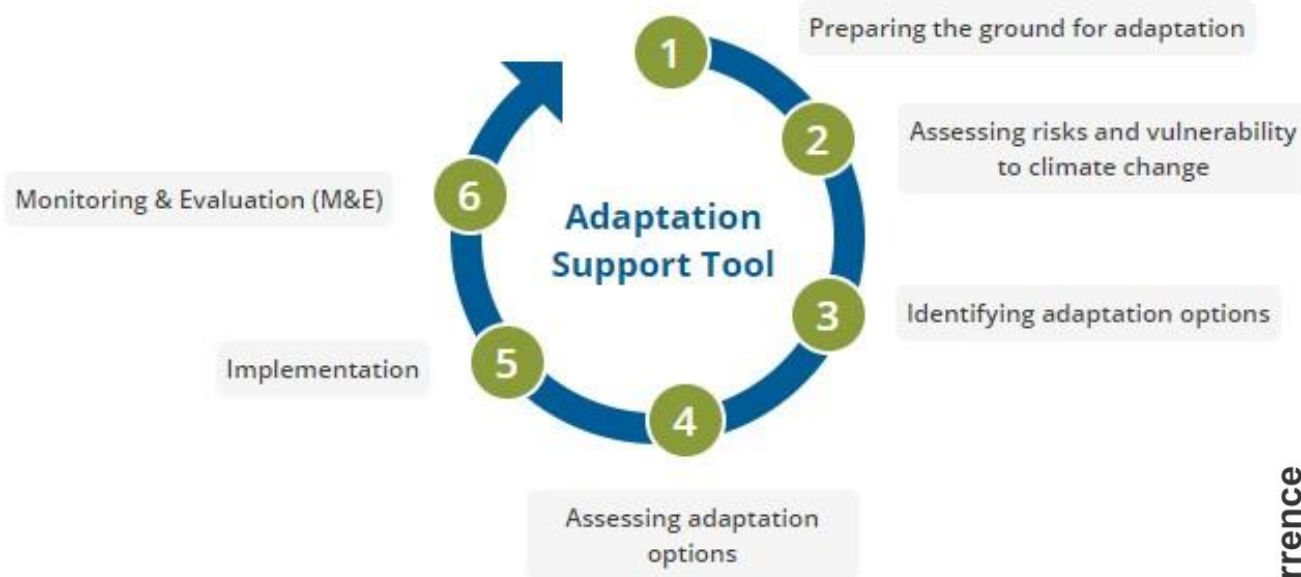 1
Preparing the ground for adaptation
2
Assessing risks and vulnerability
to climate change
3
Identifying adaptation options
4
Assessing adaptation
options
5
Implementation
6
Monitoring & Evaluation (M&E)
Adaptation
Support Tool
rrence